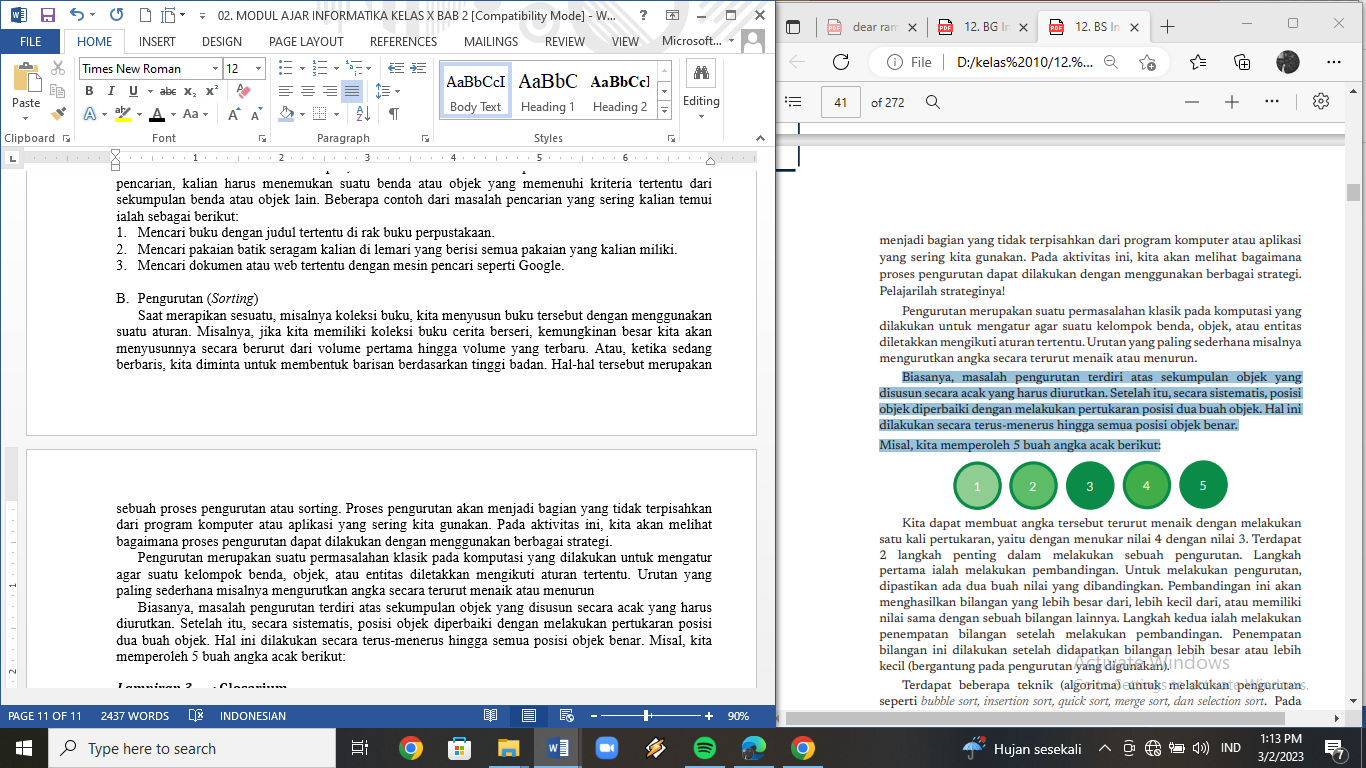 02. MODUL AJAR INFORMATIKA KELAS X BAB 2 [Compatibility Mode] - W...
FILE HOME INSERT DESIGN PAGE LAYOUT REFERENCES MAILINGS REVIEW VIEW Microsoft...
Times New Roman 12
Paste
AaBbCcI AaBbC AaBbCcI
Body Text Heading 1 Heading 2
Editing
Clipboard Font Paragraph Styles
1 2 3 4 5 6
pencarian, kalian harus menemukan suatu benda atau objek yang memenuhi kriteria tertentu dari
sekumpulan benda atau objek lain. Beberapa contoh dari masalah pencarian yang sering kalian temui
ialah sebagai berikut:
1. Mencari buku dengan judul tertentu di rak buku perpustakaan.
2. Mencari pakaian batik seragam kalian di lemari yang berisi semua pakaian yang kalian miliki.
3. Mencari dokumen atau web tertentu dengan mesin pencari seperti Google.
B. Pengurutan (Sorting)
Saat merapikan sesuatu, misalnya koleksi buku, kita menyusun buku tersebut dengan menggunakan
suatu aturan. Misalnya, jika kita memiliki koleksi buku cerita berseri, kemungkinan besar kita akan
menyusunnya secara berurut dari volume pertama hingga volume yang terbaru. Atau, ketika sedang
berbaris, kita diminta untuk membentuk barisan berdasarkan tinggi badan. Hal-hal tersebut merupakan
sebuah proses pengurutan atau sorting. Proses pengurutan akan menjadi bagian yang tidak terpisahkan
dari program komputer atau aplikasi yang sering kita gunakan. Pada aktivitas ini, kita akan melihat
bagaimana proses pengurutan dapat dilakukan dengan menggunakan berbagai strategi.
Pengurutan merupakan suatu permasalahan klasik pada komputasi yang dilakukan untuk mengatur
agar suatu kelompok benda, objek, atau entitas diletakkan mengikuti aturan tertentu. Urutan yang
paling sederhana misalnya mengurutkan angka secara terurut menaik atau menurun
Biasanya, masalah pengurutan terdiri atas sekumpulan objek yang disusun secara acak yang harus
diurutkan. Setelah itu, secara sistematis, posisi objek diperbaiki dengan melakukan pertukaran posisi
dua buah objek. Hal ini dilakukan secara terus-menerus hingga semua posisi objek benar. Misal, kita
memperoleh 5 buah angka acak berikut:
Lampiran 3 : Glosarium
PAGE 11 OF 11 2437 WORDS INDONESIAN 90%
dear ram 12. BG In 12. BS In
File D:/kelas%2010/12.%...
41 of 272
menjadi bagian yang tidak terpisahkan dari program komputer atau aplikasi
yang sering kita gunakan. Pada aktivitas ini, kita akan melihat bagaimana
proses pengurutan dapat dilakukan dengan menggunakan berbagai strategi.
Pelajarilah strateginya!
Pengurutan merupakan suatu permasalahan klasik pada komputasi yang
dilakukan untuk mengatur agar suatu kelompok benda, objek, atau entitas
diletakkan mengikuti aturan tertentu. Urutan yang paling sederhana misalnya
mengurutkan angka secara terurut menaik atau menurun.
Biasanya, masalah pengurutan terdiri atas sekumpulan objek yang
disusun secara acak yang harus diurutkan. Setelah itu, secara sistematis, posisi
objek diperbaiki dengan melakukan pertukaran posisi dua buah objek. Hal ini
dilakukan secara terus-menerus hingga semua posisi objek benar.
Misal, kita memperoleh 5 buah angka acak berikut:
1 2 3 4 5
Kita dapat membuat angka tersebut terurut menaik dengan melakukan
satu kali pertukaran, yaitu dengan menukar nilai 4 dengan nilai 3. Terdapat
2 langkah penting dalam melakukan sebuah pengurutan. Langkah
pertama ialah melakukan pembandingan. Untuk melakukan pengurutan,
dipastikan ada dua buah nilai yang dibandingkan. Pembandingan ini akan
menghasilkan bilangan yang lebih besar dari, lebih kecil dari, atau memiliki
nilai sama dengan sebuah bilangan lainnya. Langkah kedua ialah melakukan
penempatan bilangan setelah melakukan pembandingan. Penempatan
bilangan ini dilakukan setelah didapatkan bilangan lebih besar atau lebih
kecil (bergantung pada pengurutan yang digunakan).
Activate Windows
Go to Settings to activate Windows.
Terdapat beberapa teknik (algoritma) untuk melakukan pengurutan
seperti bubble sort, insertion sort, quick sort, merge sort, dan selection sort. Pada
Type here to search
Hujan sesekali IND 1:13 PM
3/2/2023 7